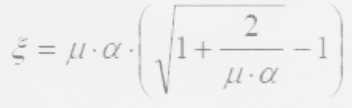 ξ = μ·α·(√(1 + 2/(μ·α)) − 1)